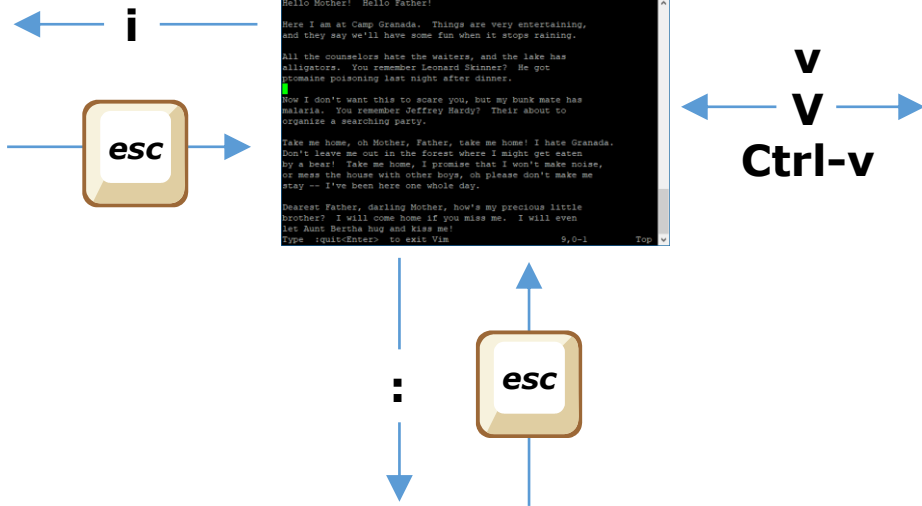 Hello Mother!  Hello Father!
Here I am at Camp Granada.  Things are very entertaining,
and they say we'll have some fun when it stops raining.
All the counselors hate the waiters, and the lake has
alligators.  You remember Leonard Skinner?  He got
ptomaine poisoning last night after dinner.
Now I don't want this to scare you, but my bunk mate has
malaria.  You remember Jeffrey Hardy?  Their about to
organize a searching party.
Take me home, oh Mother, Father, take me home! I hate Granada.
Don't leave me out in the forest where I might get eaten
by a bear!  Take me home, I promise that I won't make noise,
or mess the house with other boys, oh please don't make me
stay -- I've been here one whole day.
Dearest Father, darling Mother, how's my precious little
brother?  I will come home if you miss me.  I will even
let Aunt Bertha hug and kiss me!
Type  :quit<Enter>  to exit Vim 9,0-1 Top
i
esc
v
V
Ctrl-v
:
esc